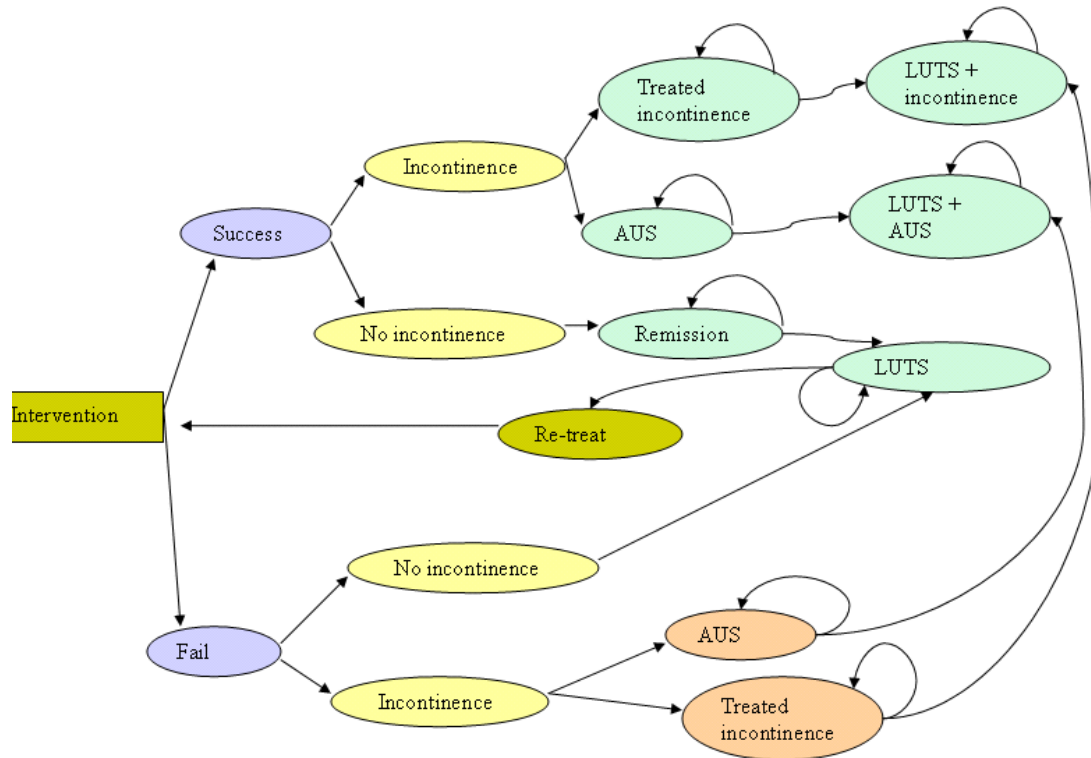 Treated
incontinence
LUTS +
incontinence
Incontinence
LUTS +
AUS
Success
AUS
No incontinence
Remission
LUTS
Intervention
Re-treat
No incontinence
AUS
Fail
Incontinence
Treated
incontinence